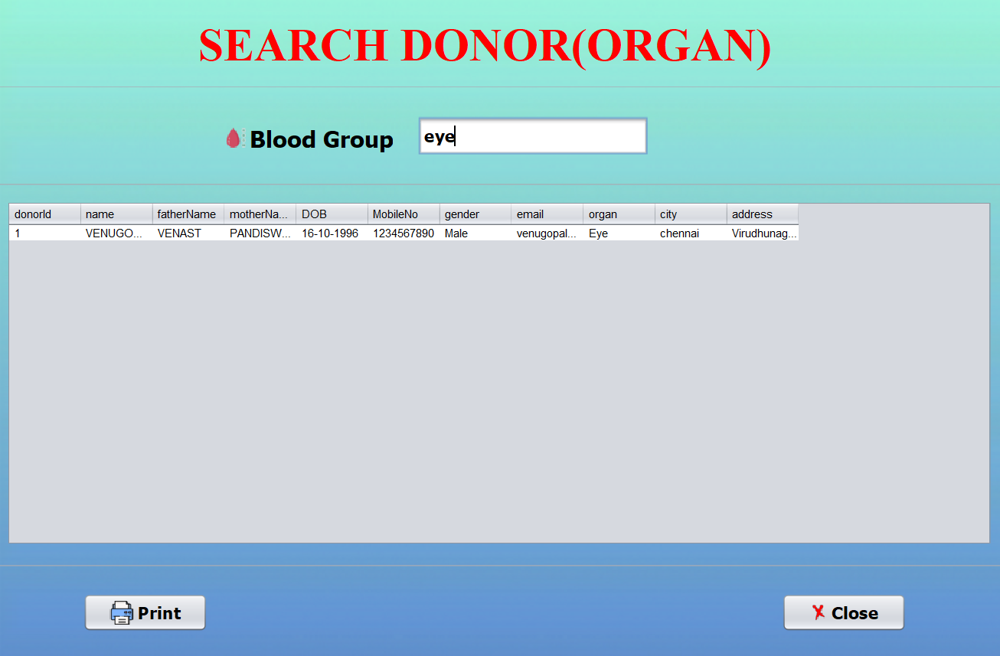 SEARCH DONOR(ORGAN)
Blood Group eye
donorId name fatherName motherNa... DOB MobileNo gender email organ city address
1 VENUGO... VENAST PANDISW... 16-10-1996 1234567890 Male venugopal... Eye chennai Virudhunag...
Print Close